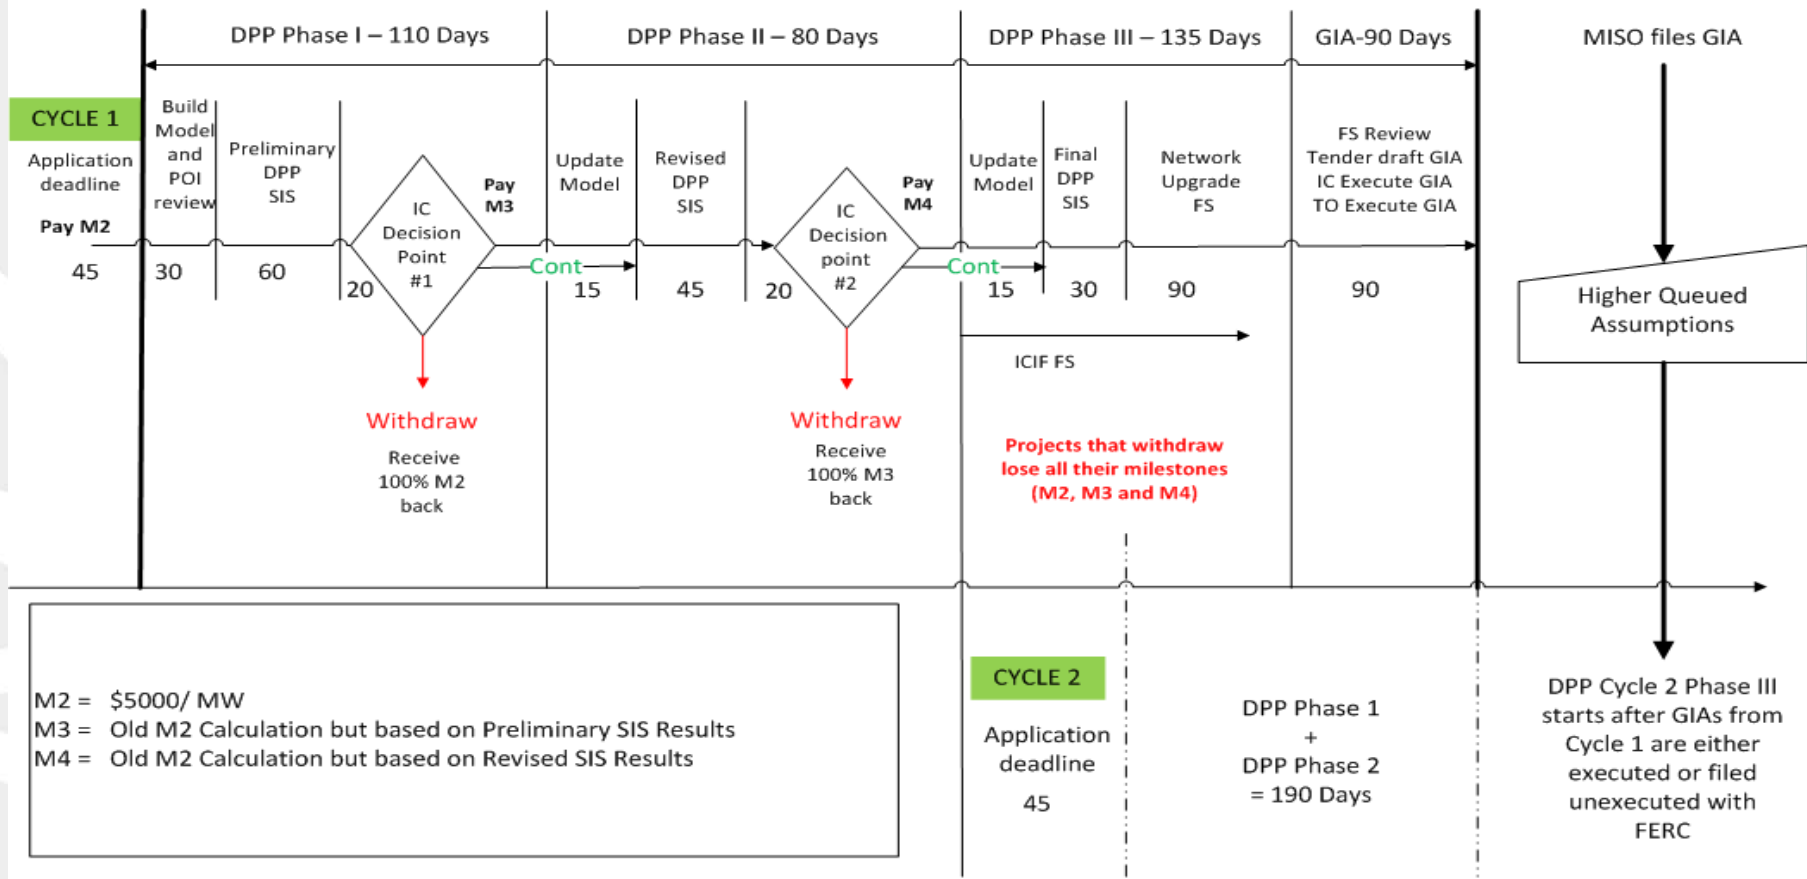 DPP Phase I – 110 Days
DPP Phase II – 80 Days
DPP Phase III – 135 Days
GIA-90 Days
MISO files GIA
CYCLE 1
Application
deadline
Pay M2
45
Build
Model
and
POI
review
30
Preliminary
DPP
SIS
60
20
IC
Decision
Point
#1
Pay
M3
Cont
Withdraw
Receive
100% M2
back
Update
Model
15
Revised
DPP
SIS
45
20
IC
Decision
point
#2
Pay
M4
Cont
Withdraw
Receive
100% M3
back
Update
Model
15
Final
DPP
SIS
30
Network
Upgrade
FS
90
ICIF FS
Projects that withdraw
lose all their milestones
(M2, M3 and M4)
FS Review
Tender draft GIA
IC Execute GIA
TO Execute GIA
90
Higher Queued
Assumptions
M2 = $5000/ MW
M3 = Old M2 Calculation but based on Preliminary SIS Results
M4 = Old M2 Calculation but based on Revised SIS Results
CYCLE 2
Application
deadline
45
DPP Phase 1
+
DPP Phase 2
= 190 Days
DPP Cycle 2 Phase III
starts after GIAs from
Cycle 1 are either
executed or filed
unexecuted with
FERC